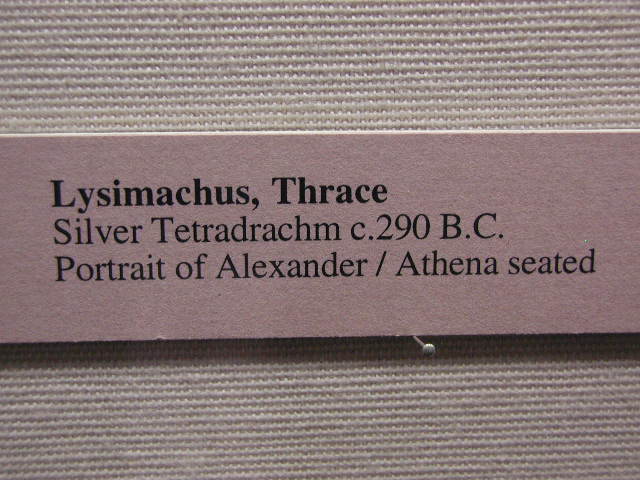 Lysimachus, Thrace
Silver Tetradrachm c.290 B.C.
Portrait of Alexander / Athena seated